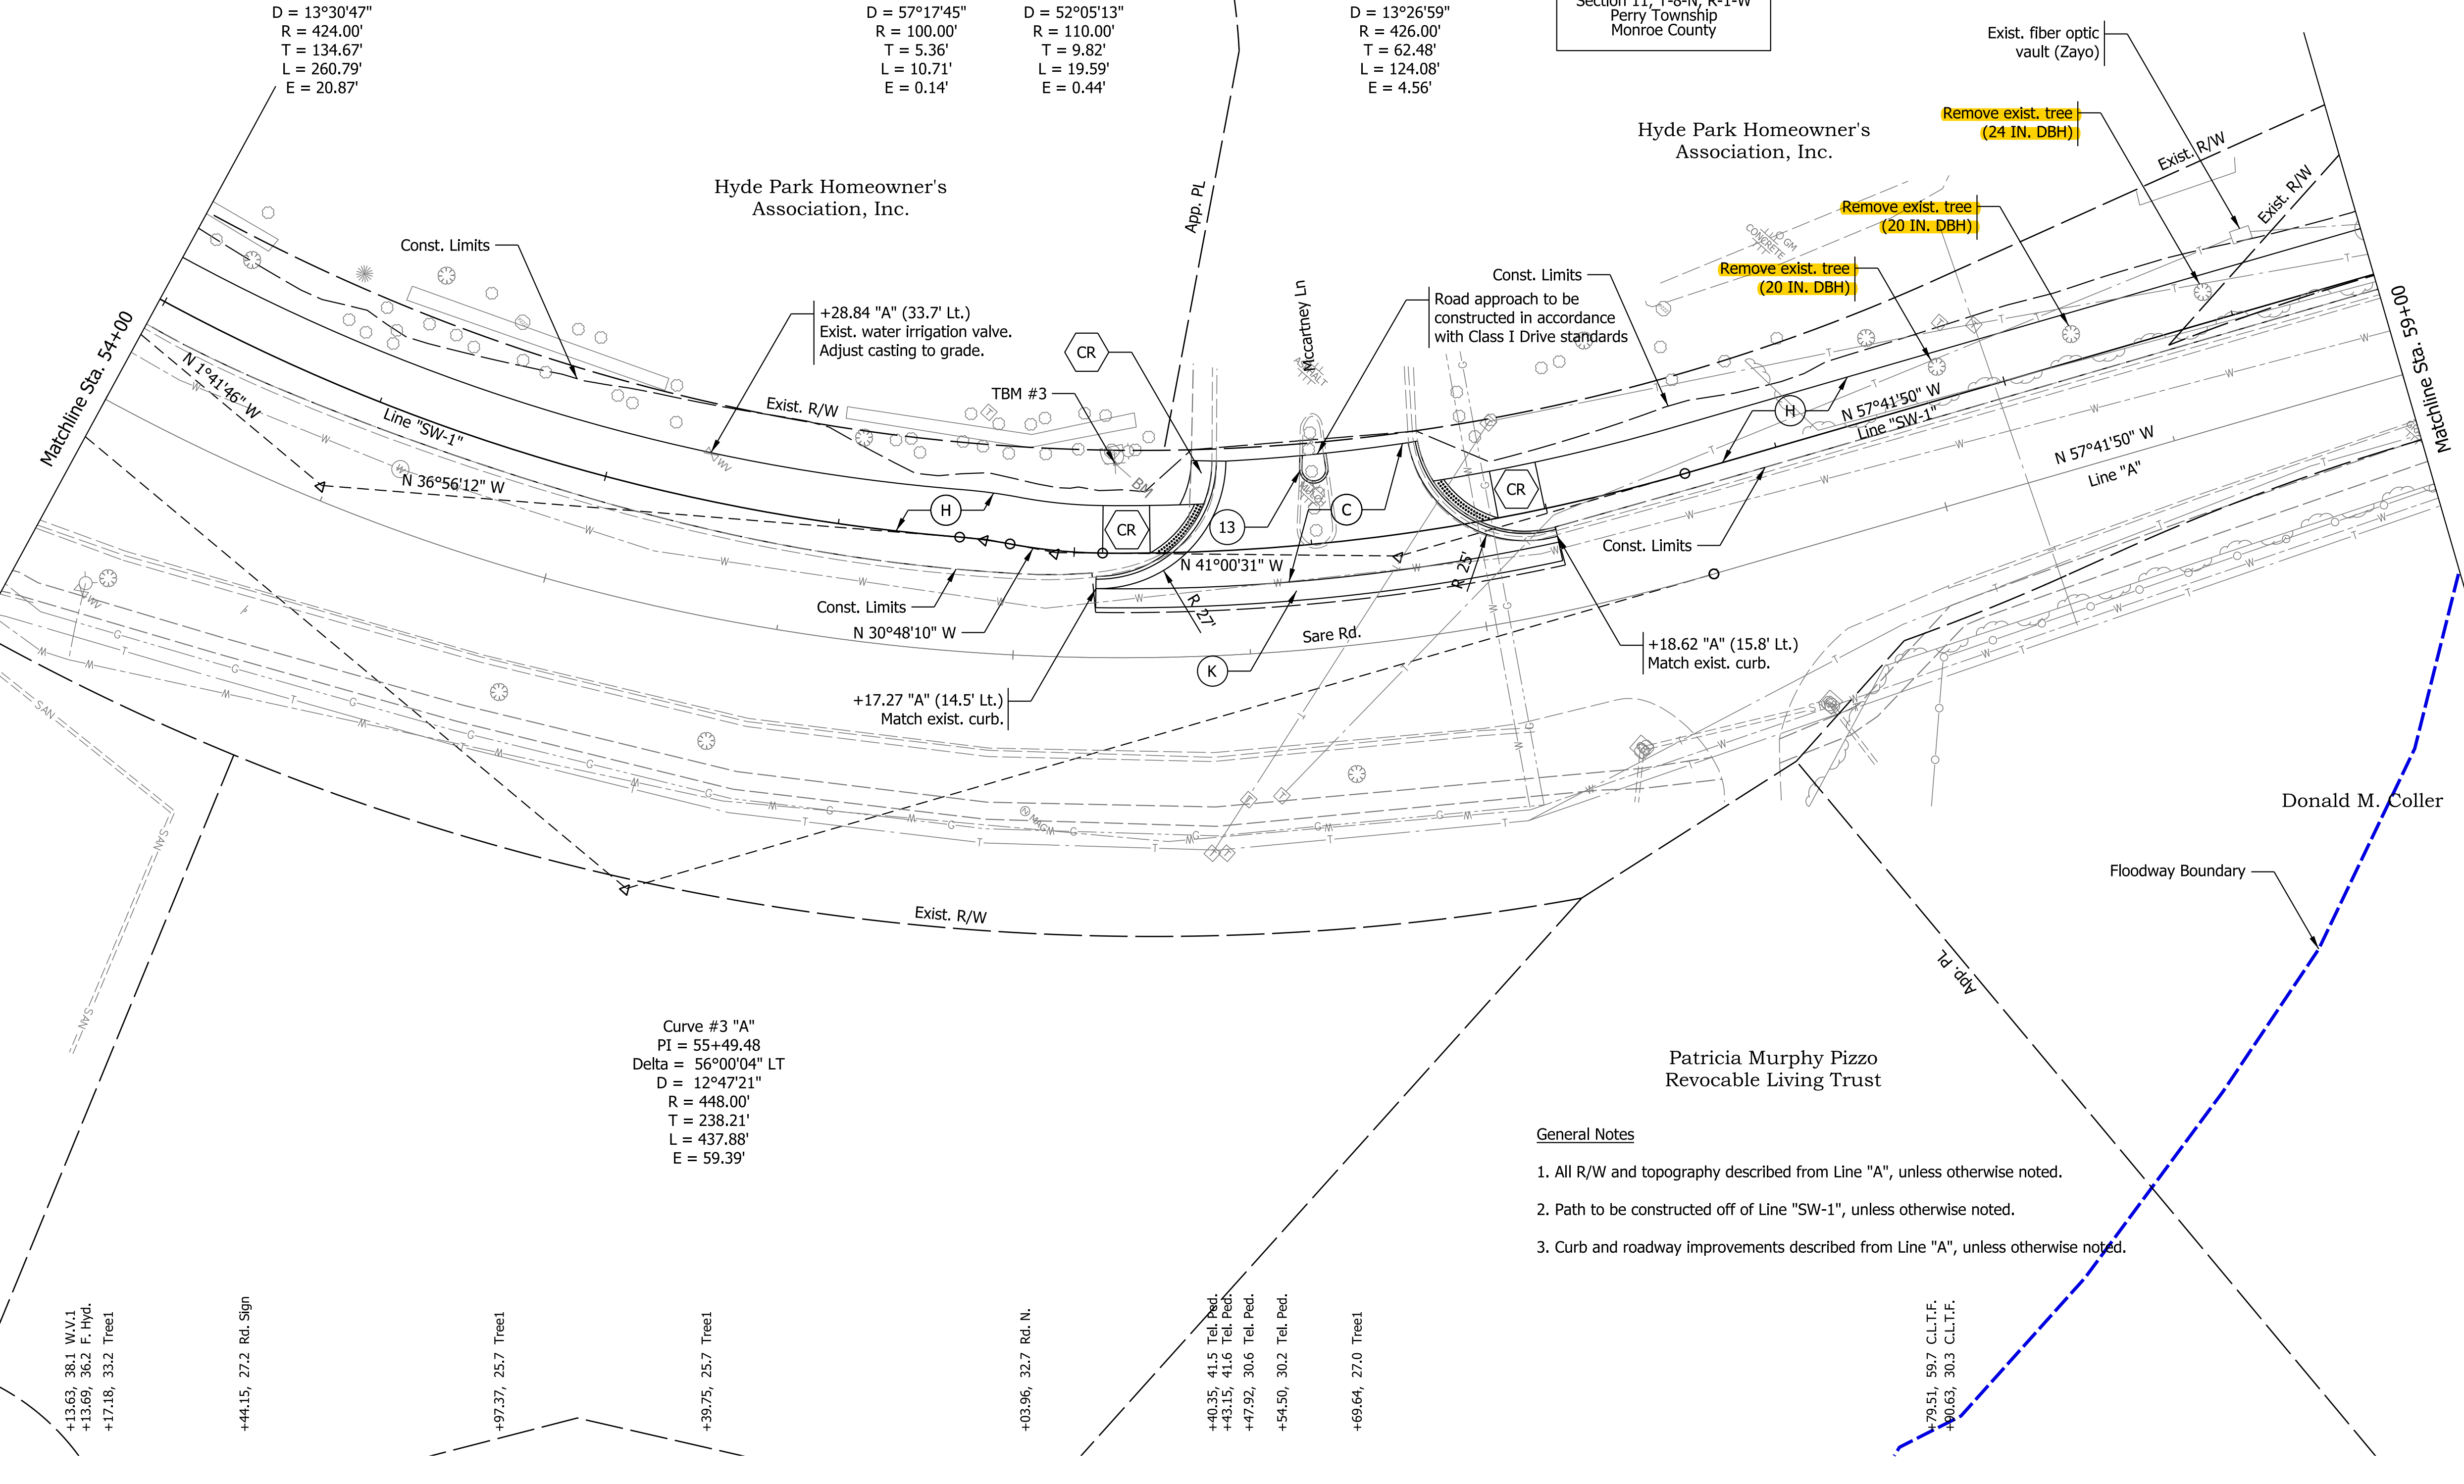 D = 13°30'47"
R = 424.00'
T = 134.67'
L = 260.79'
E = 20.87'
D = 57°17'45"
R = 100.00'
T = 5.36'
L = 10.71'
E = 0.14'
D = 52°05'13"
R = 110.00'
T = 9.82'
L = 19.59'
E = 0.44'
D = 13°26'59"
R = 426.00'
T = 62.48'
L = 124.08'
E = 4.56'
Section 11, T-8-N, R-1-W
Perry Township
Monroe County
Exist. fiber optic
vault (Zayo)
Remove exist. tree
(24 IN. DBH)
Hyde Park Homeowner's
Association, Inc.
Hyde Park Homeowner's
Association, Inc.
Exist. R/W
Exist. R/W
App. PL
Remove exist. tree
(20 IN. DBH)
Remove exist. tree
(20 IN. DBH)
GM
CONCRETE
Const. Limits
Const. Limits
Mccartney Ln
ASPHALT
Road approach to be
constructed in accordance
with Class I Drive standards
+28.84 "A" (33.7' Lt.)
Exist. water irrigation valve.
Adjust casting to grade.
CR
TBM #3
Exist. R/W
BM
Matchline Sta. 54+00
Matchline Sta. 59+00
N 1°41'46" W
Line "SW-1"
N 36°56'12" W
H
CR
13
C
CR
H
N 57°41'50" W
Line "SW-1"
N 57°41'50" W
Line "A"
Const. Limits
N 41°00'31" W
R 27'
R 25'
Const. Limits
N 30°48'10" W
Sare Rd.
K
+17.27 "A" (14.5' Lt.)
Match exist. curb.
+18.62 "A" (15.8' Lt.)
Match exist. curb.
SAN
SAN
SAN
MAGN
Donald M. Coller
Floodway Boundary
Exist. R/W
App. PL
Curve #3 "A"
PI = 55+49.48
Delta = 56°00'04" LT
D = 12°47'21"
R = 448.00'
T = 238.21'
L = 437.88'
E = 59.39'
Patricia Murphy Pizzo
Revocable Living Trust
General Notes
1. All R/W and topography described from Line "A", unless otherwise noted.
2. Path to be constructed off of Line "SW-1", unless otherwise noted.
3. Curb and roadway improvements described from Line "A", unless otherwise noted.
+13.63, 38.1 W.V.1
+13.69, 36.2 F. Hyd.
+17.18, 33.2 Tree1
+44.15, 27.2 Rd. Sign
+97.37, 25.7 Tree1
+39.75, 25.7 Tree1
+03.96, 32.7 Rd. N.
+40.35, 41.5 Tel. Ped.
+43.15, 41.6 Tel. Ped.
+47.92, 30.6 Tel. Ped.
+54.50, 30.2 Tel. Ped.
+69.64, 27.0 Tree1
+79.51, 59.7 C.L.T.F.
+90.63, 30.3 C.L.T.F.